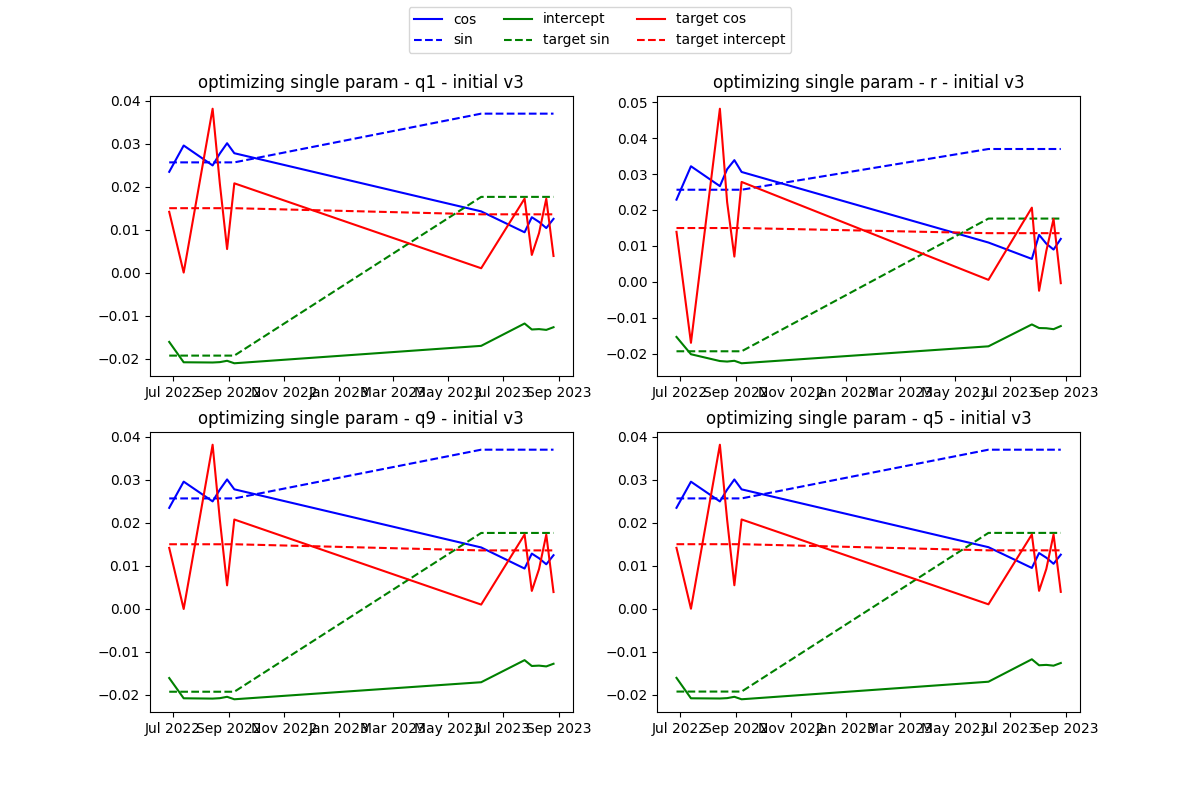 cos intercept target cos
sin target sin target intercept
optimizing single param - q1 - initial v3
0.04
0.03
0.02
0.01
0.00
−0.01
−0.02
Jul 2022 Sep 2022 Nov 2022 Jan 2023 Mar 2023 May 2023 Jul 2023 Sep 2023
optimizing single param - r - initial v3
0.05
0.04
0.03
0.02
0.01
0.00
−0.01
−0.02
Jul 2022 Sep 2022 Nov 2022 Jan 2023 Mar 2023 May 2023 Jul 2023 Sep 2023
optimizing single param - q9 - initial v3
0.04
0.03
0.02
0.01
0.00
−0.01
−0.02
Jul 2022 Sep 2022 Nov 2022 Jan 2023 Mar 2023 May 2023 Jul 2023 Sep 2023
optimizing single param - q5 - initial v3
0.04
0.03
0.02
0.01
0.00
−0.01
−0.02
Jul 2022 Sep 2022 Nov 2022 Jan 2023 Mar 2023 May 2023 Jul 2023 Sep 2023